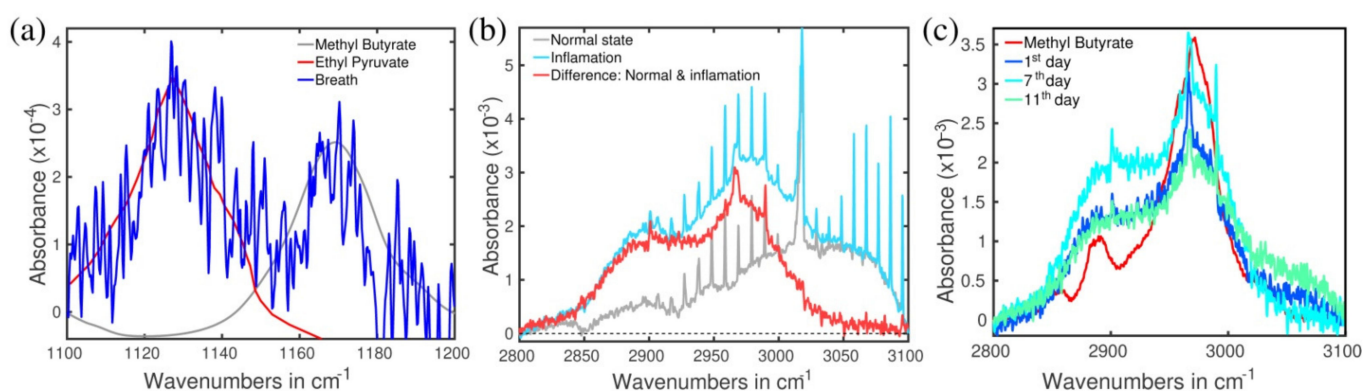 (a)
Absorbance (x10-4)
4
3
2
1
0
Methyl Butyrate
Ethyl Pyruvate
Breath
1100 1120 1140 1160 1180 1200
Wavenumbers in cm-1
(b)
Absorbance (x10-3)
5
4
3
2
1
0
Normal state
Inflamation
Difference: Normal & inflamation
2800 2850 2900 2950 3000 3050 3100
Wavenumbers in cm-1
(c)
Absorbance (x10-3)
3.5
3
2.5
2
1.5
1
0.5
0
Methyl Butyrate
1st day
7th day
11th day
2800 2900 3000 3100
Wavenumbers in cm-1